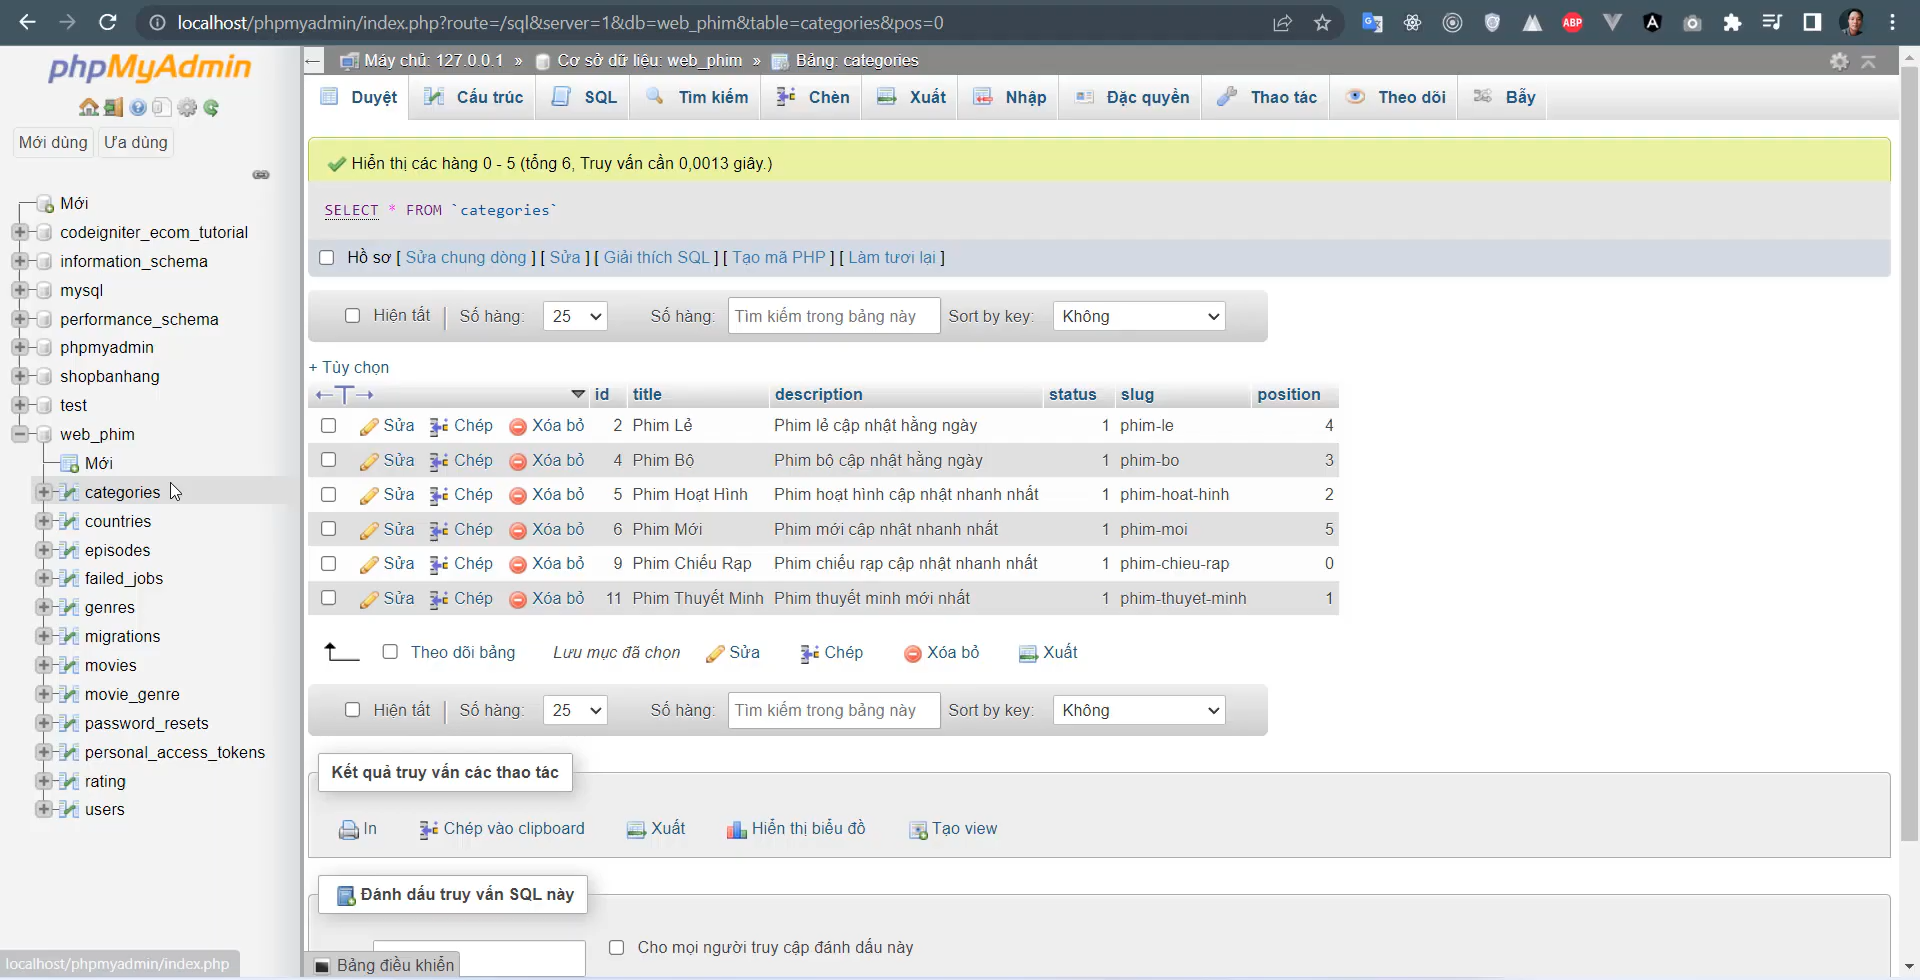 localhost/phpmyadmin/index.php?route=/sql&server=1&db=web_phim&table=categories&pos=0
ABP
phpMyAdmin
Mới dùng Ưa dùng
Mới
codeigniter_ecom_tutorial
information_schema
mysql
performance_schema
phpmyadmin
shopbanhang
test
web_phim
Mới
categories
countries
episodes
failed_jobs
genres
migrations
movies
movie_genre
password_resets
personal_access_tokens
rating
users
localhost/phpmyadmin/index.php
Máy chủ: 127.0.0.1 » Cơ sở dữ liệu: web_phim » Bảng: categories
Duyệt Cấu trúc SQL Tìm kiếm Chèn Xuất Nhập Đặc quyền Thao tác Theo dõi Bẫy
Hiển thị các hàng 0 - 5 (tổng 6, Truy vấn cần 0,0013 giây.)
SELECT * FROM `categories`
Hồ sơ [ Sửa chung dòng ] [ Sửa ] [ Giải thích SQL ] [ Tạo mã PHP ] [ Làm tươi lại ]
Hiện tất Số hàng: 25 Số hàng: Tìm kiếm trong bảng này Sort by key: Không
+ Tùy chọn
←T→ id title description status slug position
Sửa Chép Xóa bỏ 2 Phim Lẻ Phim lẻ cập nhật hằng ngày 1 phim-le 4
Sửa Chép Xóa bỏ 4 Phim Bộ Phim bộ cập nhật hằng ngày 1 phim-bo 3
Sửa Chép Xóa bỏ 5 Phim Hoạt Hình Phim hoạt hình cập nhật nhanh nhất 1 phim-hoat-hinh 2
Sửa Chép Xóa bỏ 6 Phim Mới Phim mới cập nhật nhanh nhất 1 phim-moi 5
Sửa Chép Xóa bỏ 9 Phim Chiếu Rạp Phim chiếu rạp cập nhật nhanh nhất 1 phim-chieu-rap 0
Sửa Chép Xóa bỏ 11 Phim Thuyết Minh Phim thuyết minh mới nhất 1 phim-thuyet-minh 1
Theo dõi bảng Lưu mục đã chọn Sửa Chép Xóa bỏ Xuất
Hiện tất Số hàng: 25 Số hàng: Tìm kiếm trong bảng này Sort by key: Không
Kết quả truy vấn các thao tác
In Chép vào clipboard Xuất Hiển thị biểu đồ Tạo view
Đánh dấu truy vấn SQL này
Cho mọi người truy cập đánh dấu này
Bảng điều khiển